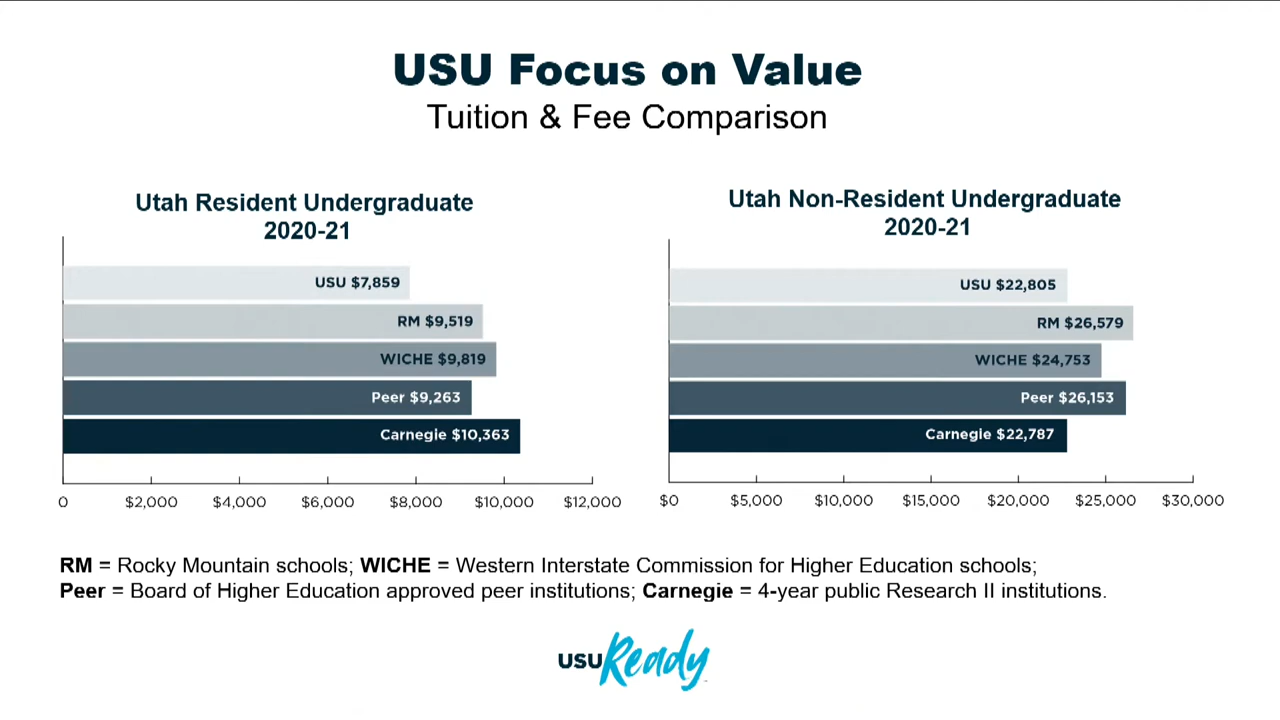 USU Focus on Value
Tuition & Fee Comparison
Utah Resident Undergraduate
2020-21
USU $7,859
RM $9,519
WICHE $9,819
Peer $9,263
Carnegie $10,363
0 $2,000 $4,000 $6,000 $8,000 $10,000 $12,000
Utah Non-Resident Undergraduate
2020-21
USU $22,805
RM $26,579
WICHE $24,753
Peer $26,153
Carnegie $22,787
$0 $5,000 $10,000 $15,000 $20,000 $25,000 $30,000
RM = Rocky Mountain schools; WICHE = Western Interstate Commission for Higher Education schools;
Peer = Board of Higher Education approved peer institutions; Carnegie = 4-year public Research II institutions.
USU Ready